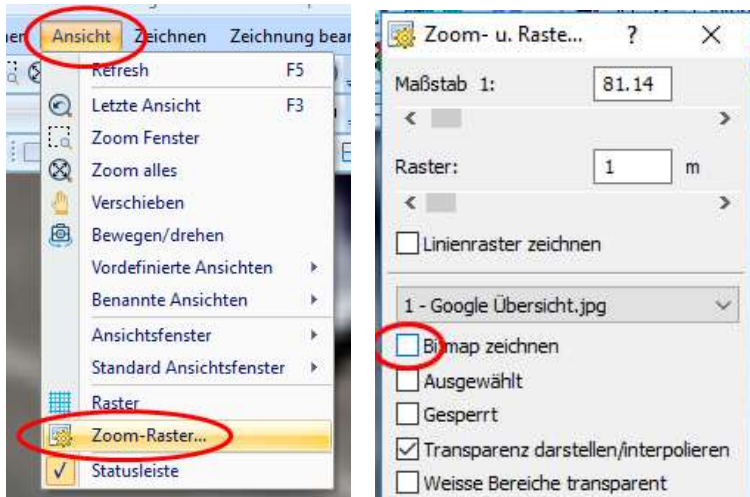 Ansicht Zeichnen Zeichnung bear
Refresh F5
Letzte Ansicht F3
Zoom Fenster
Zoom alles
Verschieben
Bewegen/drehen
Vordefinierte Ansichten
Benannte Ansichten
Ansichtsfenster
Standard Ansichtsfenster
Raster
Zoom-Raster...
Statusleiste
Zoom- u. Raste... ?
Maßstab 1: 81.14
Raster: 1 m
Linienraster zeichnen
1 - Google Übersicht.jpg
Bitmap zeichnen
Ausgewählt
Gesperrt
Transparenz darstellen/interpolieren
Weisse Bereiche transparent